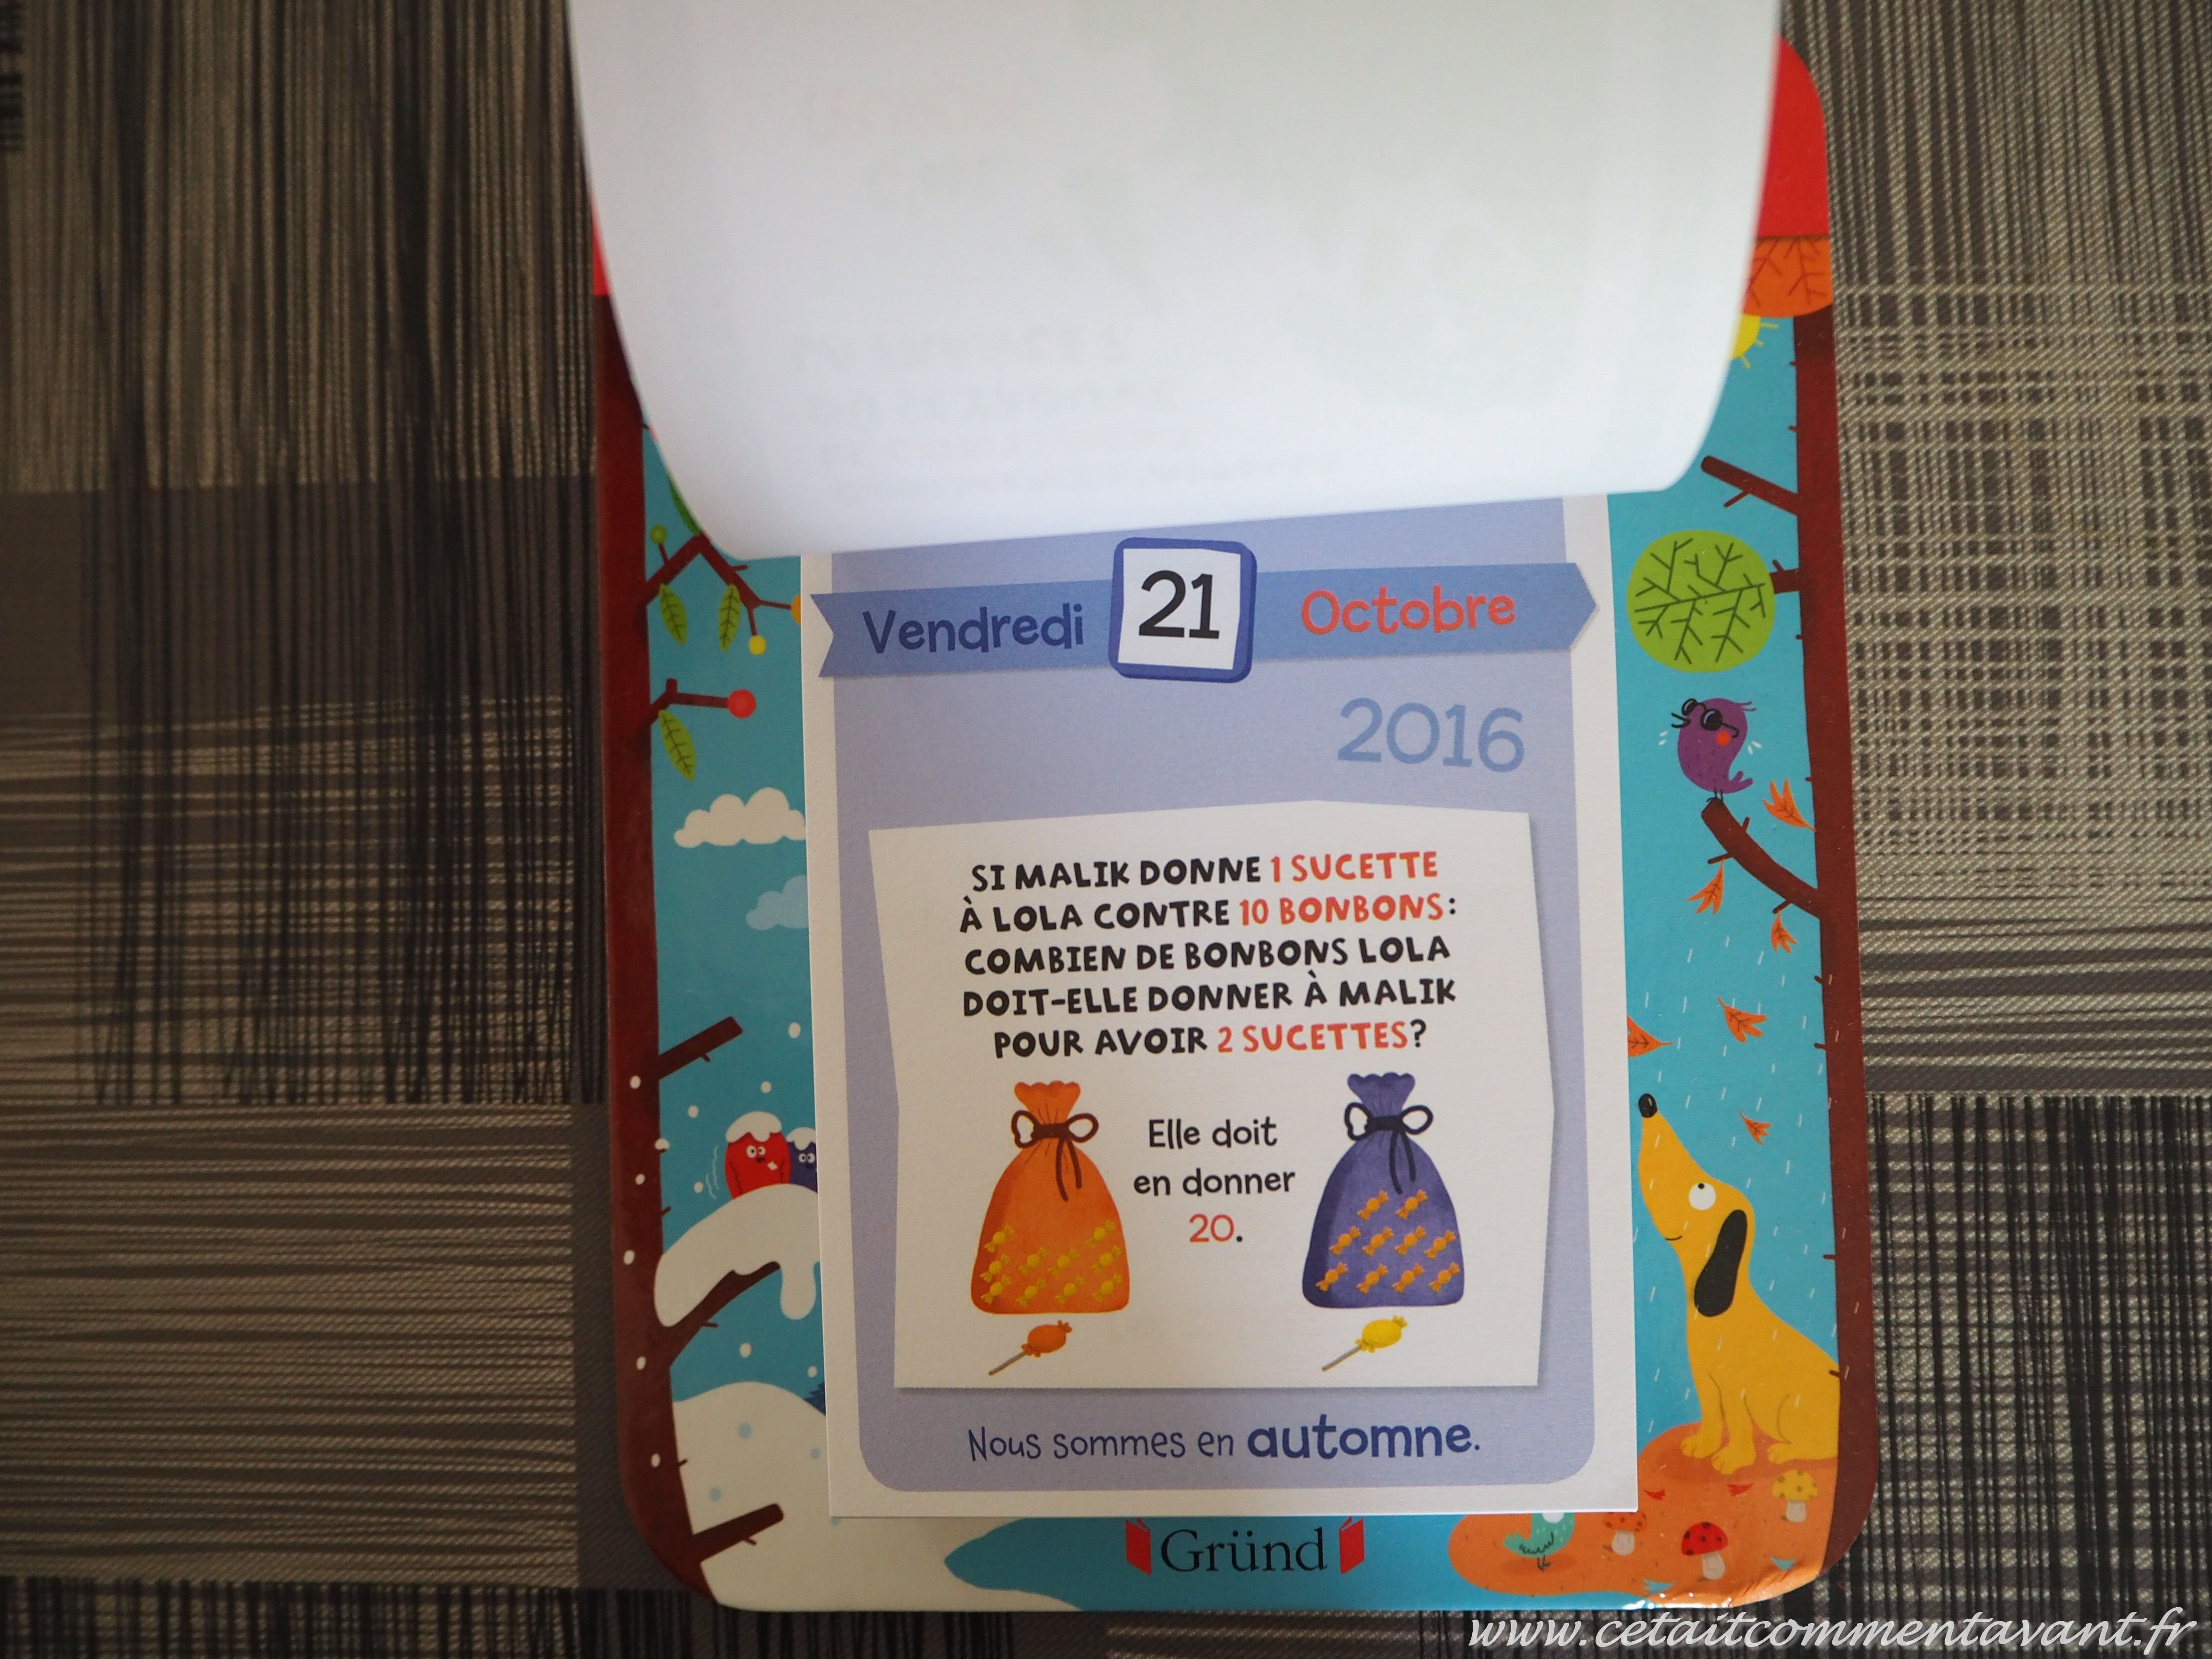 Vendredi 21 Octobre
2016
SI MALIK DONNE 1 SUCETTE
À LOLA CONTRE 10 BONBONS:
COMBIEN DE BONBONS LOLA
DOIT-ELLE DONNER À MALIK
POUR AVOIR 2 SUCETTES?
Elle doit
en donner
20.
Nous sommes en automne.
Gründ
www.cetaitcommentavant.fr